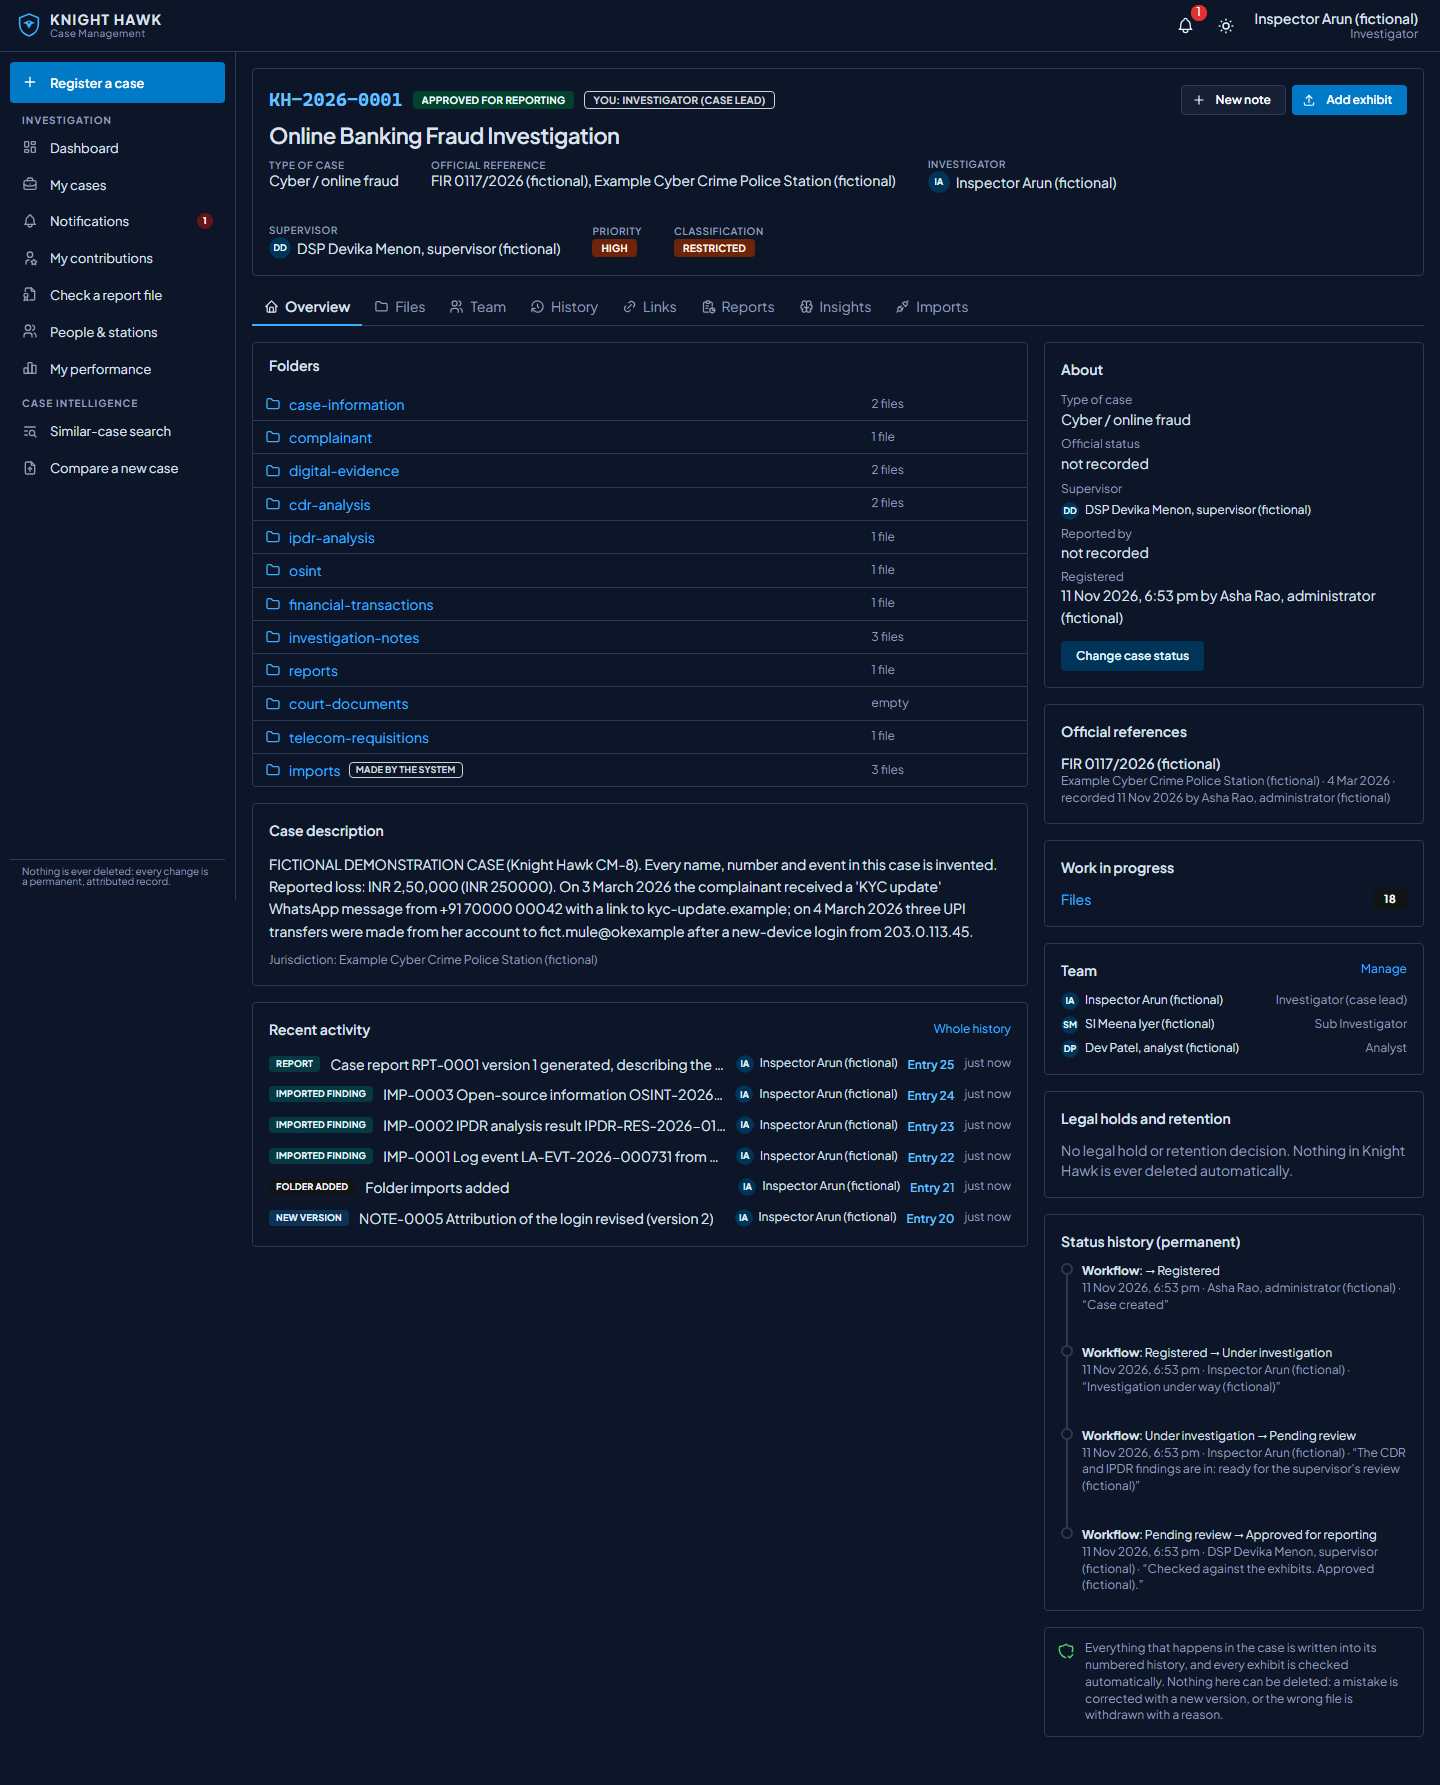 KNIGHT HAWK
Case Management
1
Inspector Arun (fictional)
Investigator
Register a case
INVESTIGATION
Dashboard
My cases
Notifications
1
My contributions
Check a report file
People & stations
My performance
CASE INTELLIGENCE
Similar-case search
Compare a new case
Nothing is ever deleted: every change is
a permanent, attributed record.
KH-2026-0001
APPROVED FOR REPORTING
YOU: INVESTIGATOR (CASE LEAD)
New note
Add exhibit
Online Banking Fraud Investigation
TYPE OF CASE
Cyber / online fraud
OFFICIAL REFERENCE
FIR 0117/2026 (fictional), Example Cyber Crime Police Station (fictional)
INVESTIGATOR
IA Inspector Arun (fictional)
SUPERVISOR
DD DSP Devika Menon, supervisor (fictional)
PRIORITY
HIGH
CLASSIFICATION
RESTRICTED
Overview
Files
Team
History
Links
Reports
Insights
Imports
Folders
case-information 2 files
complainant 1 file
digital-evidence 2 files
cdr-analysis 2 files
ipdr-analysis 1 file
osint 1 file
financial-transactions 1 file
investigation-notes 3 files
reports 1 file
court-documents empty
telecom-requisitions 1 file
imports MADE BY THE SYSTEM 3 files
Case description
FICTIONAL DEMONSTRATION CASE (Knight Hawk CM-8). Every name, number and event in this case is invented.
Reported loss: INR 2,50,000 (INR 250000). On 3 March 2026 the complainant received a 'KYC update'
WhatsApp message from +91 70000 00042 with a link to kyc-update.example; on 4 March 2026 three UPI
transfers were made from her account to fict.mule@okexample after a new-device login from 203.0.113.45.
Jurisdiction: Example Cyber Crime Police Station (fictional)
Recent activity
Whole history
REPORT Case report RPT-0001 version 1 generated, describing the ... IA Inspector Arun (fictional) Entry 25 just now
IMPORTED FINDING IMP-0003 Open-source information OSINT-2026... IA Inspector Arun (fictional) Entry 24 just now
IMPORTED FINDING IMP-0002 IPDR analysis result IPDR-RES-2026-01... IA Inspector Arun (fictional) Entry 23 just now
IMPORTED FINDING IMP-0001 Log event LA-EVT-2026-000731 from ... IA Inspector Arun (fictional) Entry 22 just now
FOLDER ADDED Folder imports added IA Inspector Arun (fictional) Entry 21 just now
NEW VERSION NOTE-0005 Attribution of the login revised (version 2) IA Inspector Arun (fictional) Entry 20 just now
About
Type of case
Cyber / online fraud
Official status
not recorded
Supervisor
DD DSP Devika Menon, supervisor (fictional)
Reported by
not recorded
Registered
11 Nov 2026, 6:53 pm by Asha Rao, administrator
(fictional)
Change case status
Official references
FIR 0117/2026 (fictional)
Example Cyber Crime Police Station (fictional) · 4 Mar 2026 ·
recorded 11 Nov 2026 by Asha Rao, administrator (fictional)
Work in progress
Files 18
Team
Manage
IA Inspector Arun (fictional) Investigator (case lead)
SM SI Meena Iyer (fictional) Sub Investigator
DP Dev Patel, analyst (fictional) Analyst
Legal holds and retention
No legal hold or retention decision. Nothing in Knight
Hawk is ever deleted automatically.
Status history (permanent)
Workflow: → Registered
11 Nov 2026, 6:53 pm · Asha Rao, administrator (fictional) ·
“Case created”
Workflow: Registered → Under investigation
11 Nov 2026, 6:53 pm · Inspector Arun (fictional) ·
“Investigation under way (fictional)”
Workflow: Under investigation → Pending review
11 Nov 2026, 6:53 pm · Inspector Arun (fictional) · “The CDR
and IPDR findings are in: ready for the supervisor's review
(fictional)”
Workflow: Pending review → Approved for reporting
11 Nov 2026, 6:53 pm · DSP Devika Menon, supervisor
(fictional) · “Checked against the exhibits. Approved
(fictional).”
Everything that happens in the case is written into its
numbered history, and every exhibit is checked
automatically. Nothing here can be deleted: a mistake is
corrected with a new version, or the wrong file is
withdrawn with a reason.